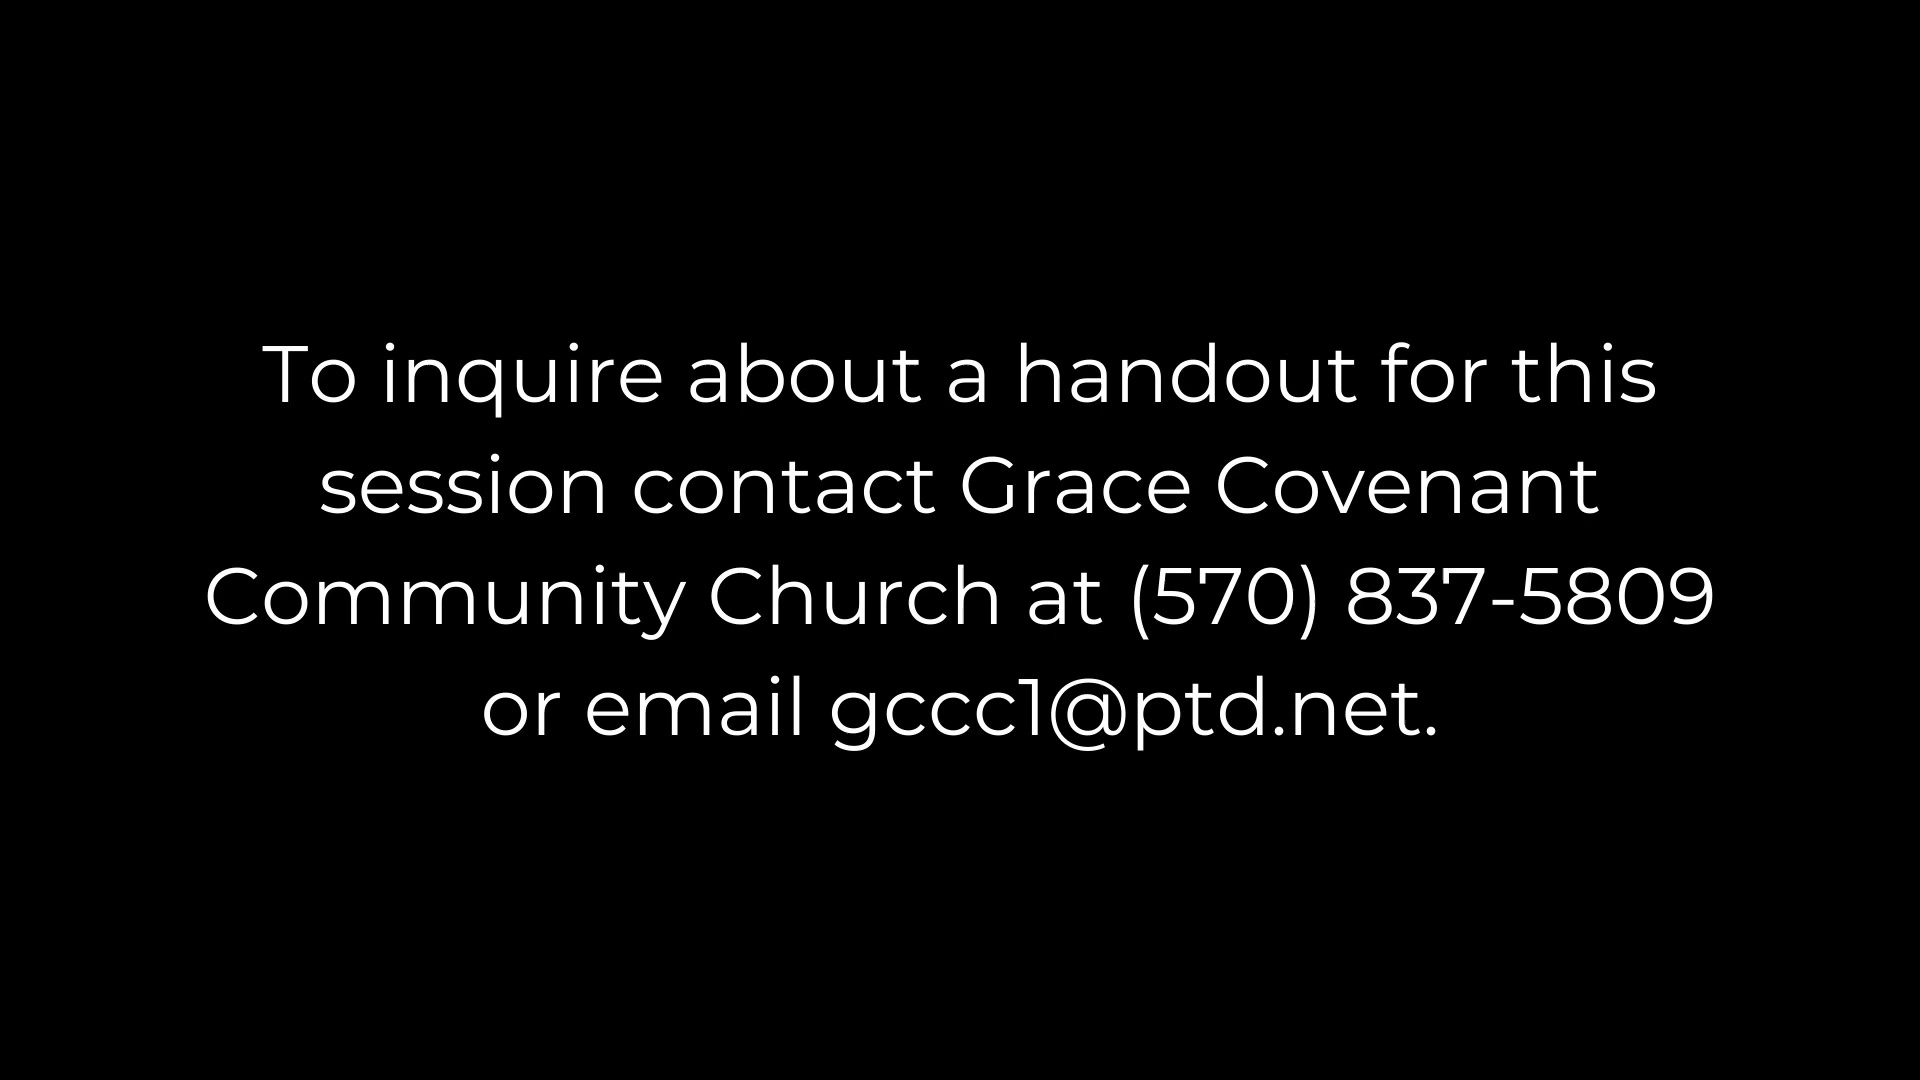 To inquire about a handout for this
session contact Grace Covenant
Community Church at (570) 837-5809
or email gccc1@ptd.net.